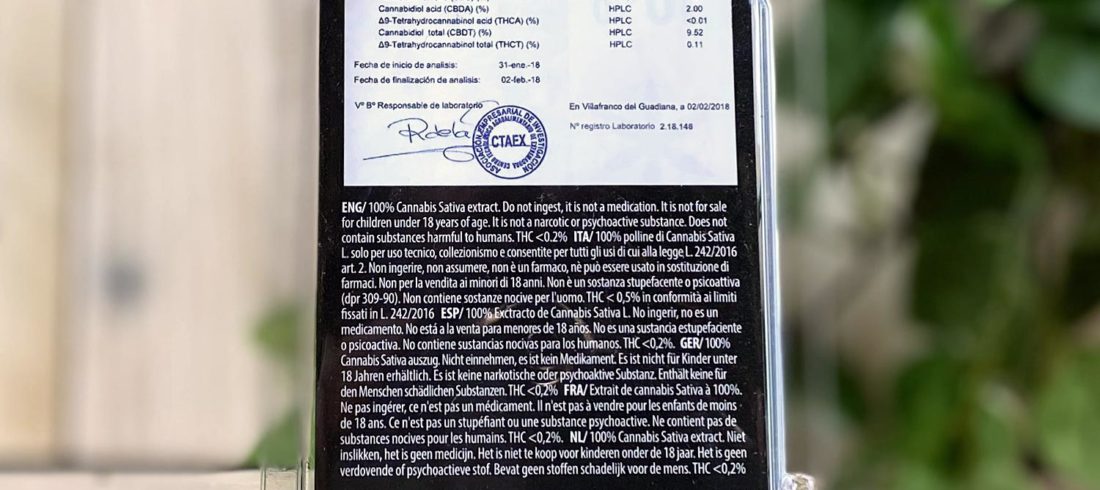 Cannabidiol acid (CBDA) (%) HPLC 2.00
Δ9-Tetrahydrocannabinol acid (THCA) (%) HPLC <0.01
Cannabidiol total (CBDT) (%) HPLC 9.52
Δ9-Tetrahydrocannabinol total (THCT) (%) HPLC 0.11
Fecha de inicio de analisis: 31-ene.-18
Fecha de finalización de analisis: 02-feb.-18
Vº Bº Responsable de laboratorio
En Villafranco del Guadiana, a 02/02/2018
Nº registro Laboratorio 2.18.146
CTAEX
ENG/ 100% Cannabis Sativa extract. Do not ingest, it is not a medication. It is not for sale
for children under 18 years of age. It is not a narcotic or psychoactive substance. Does not
contain substances harmful to humans. THC <0.2% ITA/ 100% polline di Cannabis Sativa
L. solo per uso tecnico, collezionismo e consentite per tutti gli usi di cui alla legge L. 242/2016
art. 2. Non ingerire, non assumere, non è un farmaco, nè può essere usato in sostituzione di
farmaci. Non per la vendita ai minori di 18 anni. Non è un sostanza stupefacente o psicoattiva
(dpr 309-90). Non contiene sostanze nocive per l'uomo. THC < 0,5% in conformità ai limiti
fissati in L. 242/2016 ESP/ 100% Exctracto de Cannabis Sativa L. No ingerir, no es un
medicamento. No está a la venta para menores de 18 años. No es una sustancia estupefaciente
o psicoactiva. No contiene sustancias nocivas para los humanos. THC <0,2%. GER/ 100%
Cannabis Sativa auszug. Nicht einnehmen, es ist kein Medikament. Es ist nicht für Kinder unter
18 Jahren erhältlich. Es ist keine narkotische oder psychoaktive Substanz. Enthält keine für
den Menschen schädlichen Substanzen. THC <0,2% FRA/ Extrait de cannabis Sativa à 100%.
Ne pas ingérer, ce n'est pas un médicament. Il n'est pas à vendre pour les enfants de moins
de 18 ans. Ce n'est pas un stupéfiant ou une substance psychoactive. Ne contient pas de
substances nocives pour les humains. THC <0,2%. NL/ 100% Cannabis Sativa extract. Niet
inslikken, het is geen medicijn. Het is niet te koop voor kinderen onder de 18 jaar. Het is geen
verdovende of psychoactieve stof. Bevat geen stoffen schadelijk voor de mens. THC <0,2%